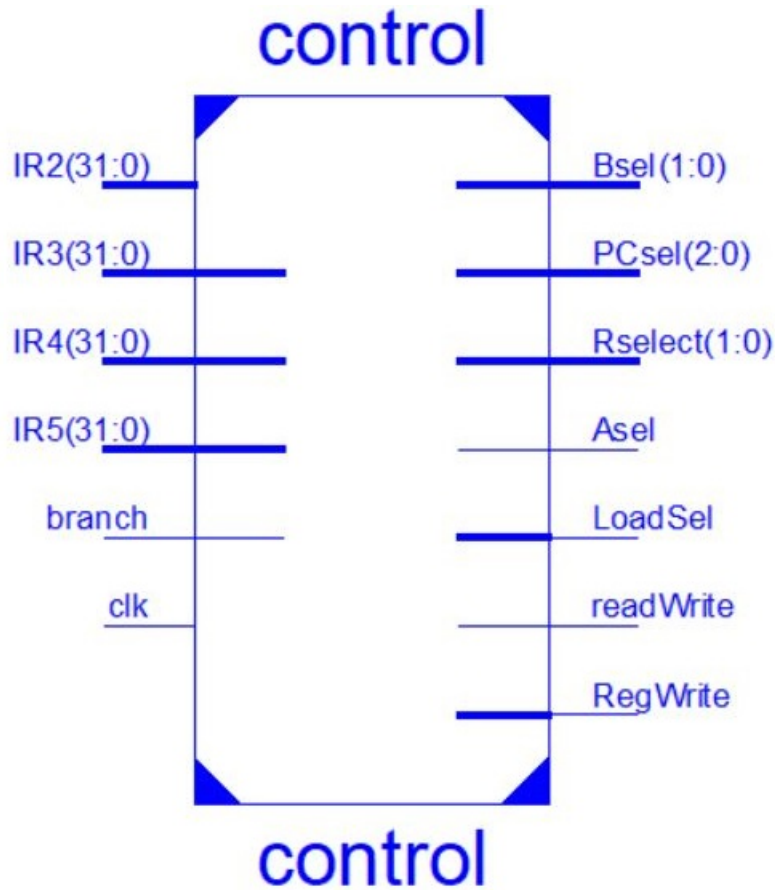 control
IR2(31:0)
IR3(31:0)
IR4(31:0)
IR5(31:0)
branch
clk
Bsel(1:0)
PCsel(2:0)
Rselect(1:0)
Asel
LoadSel
readWrite
RegWrite
control